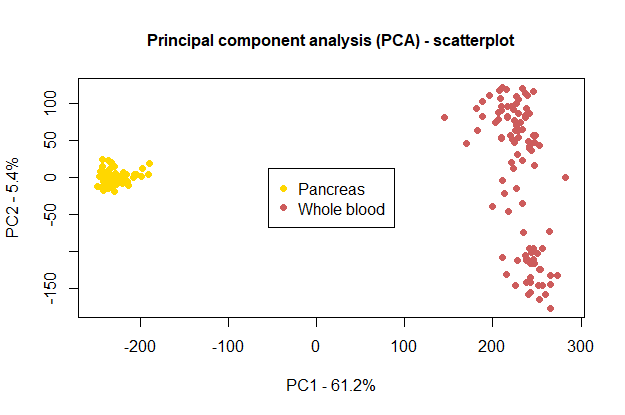 Principal component analysis (PCA) - scatterplot
PC2 - 5.4%
100
50
0
-50
-150
Pancreas
Whole blood
-200
-100
0
100
200
300
PC1 - 61.2%